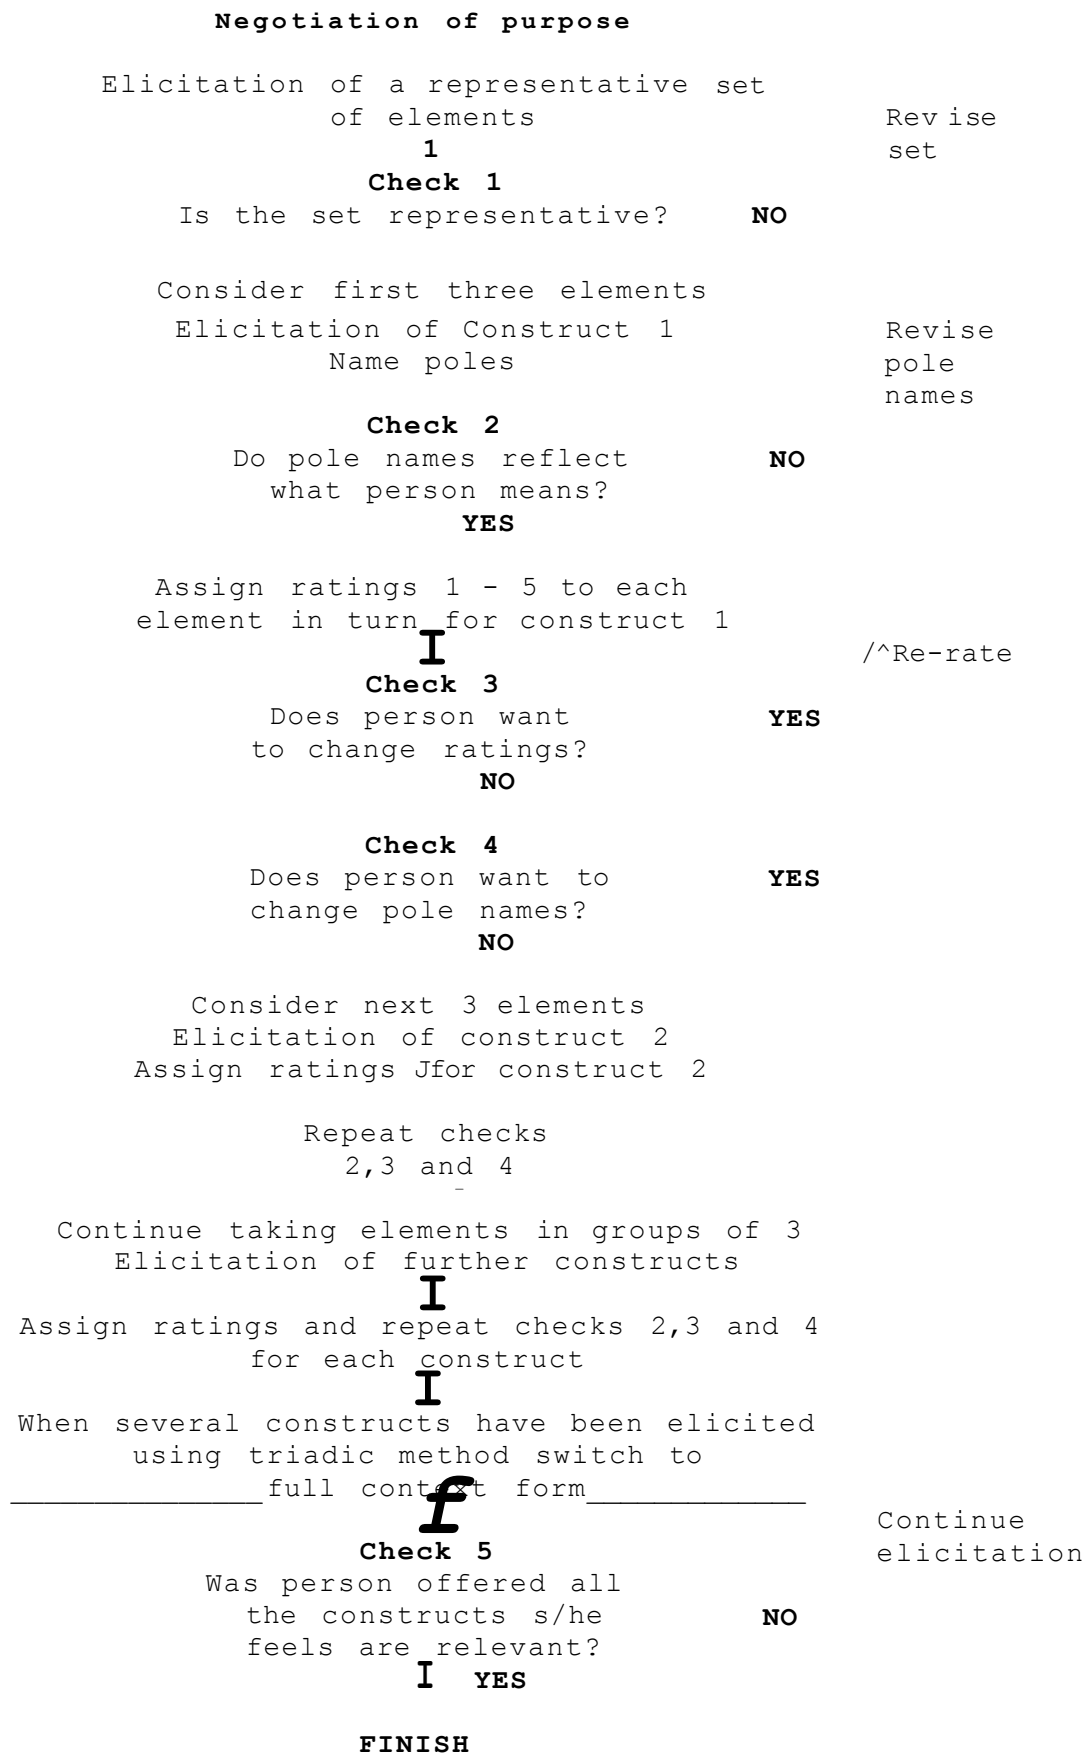 Negotiation of purpose
Elicitation of a representative set
of elements
Rev ise
1
set
Check 1
Is the set representative? NO
Consider first three elements
Elicitation of Construct 1
Revise
Name poles
pole
names
Check 2
Do pole names reflect NO
what person means?
YES
Assign ratings 1 - 5 to each
element in turn for construct 1
I
/^Re-rate
Check 3
Does person want YES
to change ratings?
NO
Check 4
Does person want to YES
change pole names?
NO
Consider next 3 elements
Elicitation of construct 2
Assign ratings Jfor construct 2
Repeat checks
2,3 and 4
Continue taking elements in groups of 3
Elicitation of further constructs
I
Assign ratings and repeat checks 2,3 and 4
for each construct
I
When several constructs have been elicited
using triadic method switch to
full context form
f
Continue
elicitation
Check 5
Was person offered all
the constructs s/he NO
feels are relevant?
I YES
FINISH